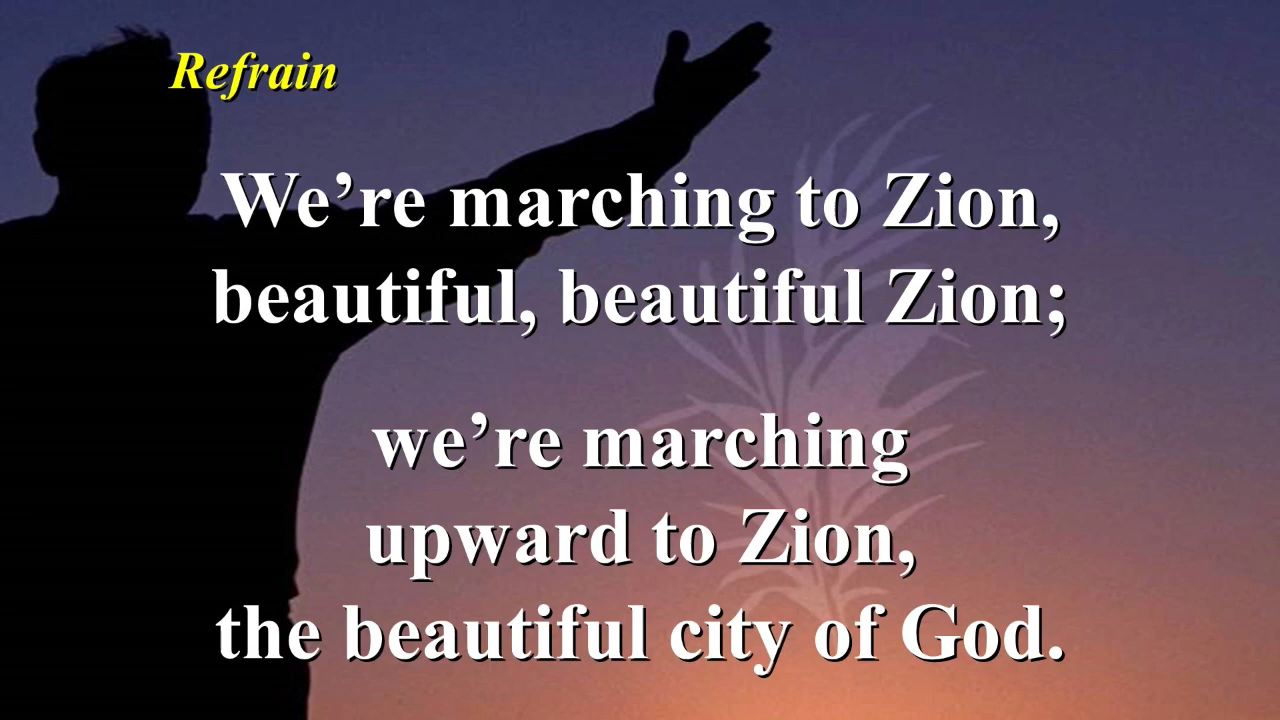 Refrain
We’re marching to Zion,
beautiful, beautiful Zion;
we’re marching
upward to Zion,
the beautiful city of God.